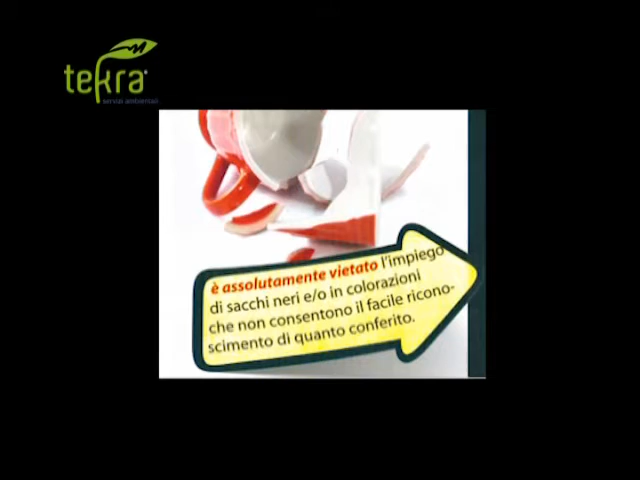 tekra
servizi ambientali
è assolutamente vietato l'impiego
di sacchi neri e/o in colorazioni
che non consentono il facile ricono-
scimento di quanto conferito.